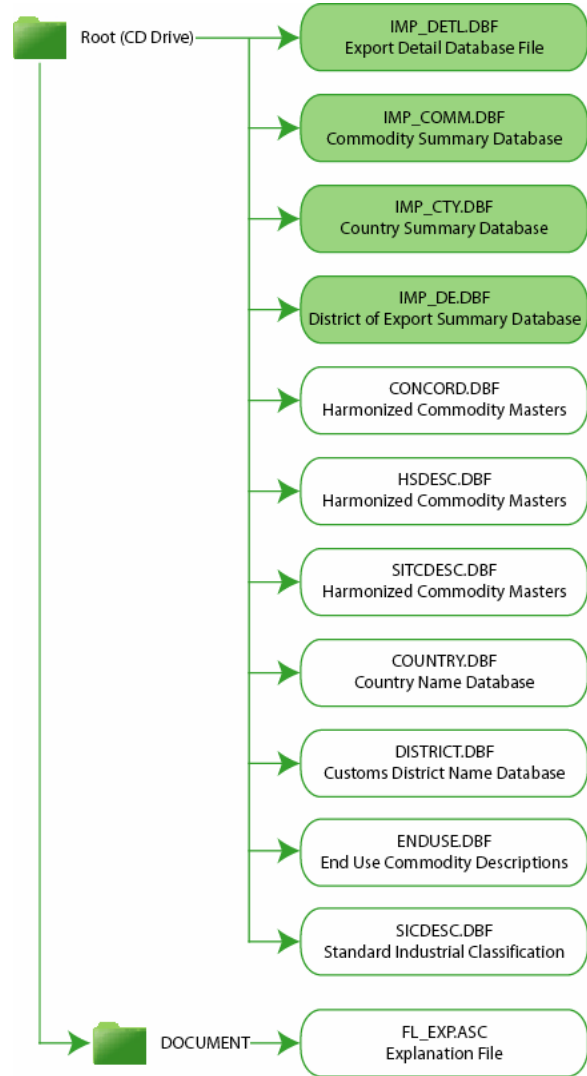 Root (CD Drive)
IMP_DETL.DBF
Export Detail Database File
IMP_COMM.DBF
Commodity Summary Database
IMP_CTY.DBF
Country Summary Database
IMP_DE.DBF
District of Export Summary Database
CONCORD.DBF
Harmonized Commodity Masters
HSDESC.DBF
Harmonized Commodity Masters
SITCDESC.DBF
Harmonized Commodity Masters
COUNTRY.DBF
Country Name Database
DISTRICT.DBF
Customs District Name Database
ENDUSE.DBF
End Use Commodity Descriptions
SICDESC.DBF
Standard Industrial Classification
DOCUMENT
FL_EXP.ASC
Explanation File